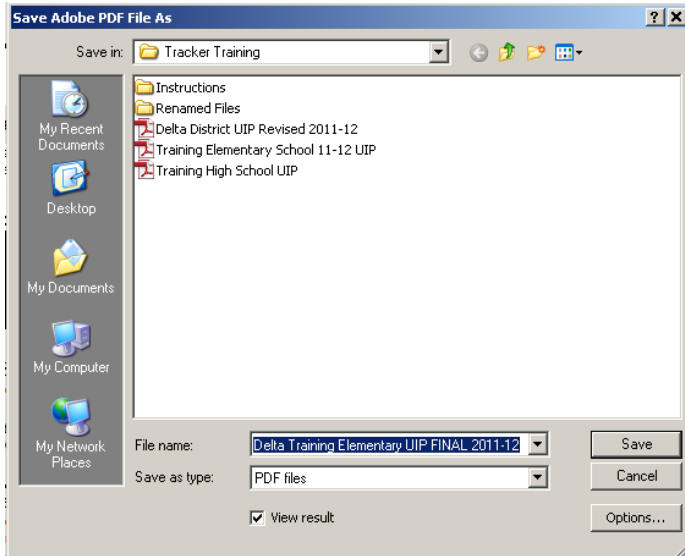 Save Adobe PDF File As
Save in:
Tracker Training
My Recent
Documents
Desktop
My Documents
My Computer
My Network
Places
Instructions
Renamed Files
Delta District UIP Revised 2011-12
Training Elementary School 11-12 UIP
Training High School UIP
File name:
Delta Training Elementary UIP FINAL 2011-12
Save
Save as type:
PDF files
Cancel
View result
Options...